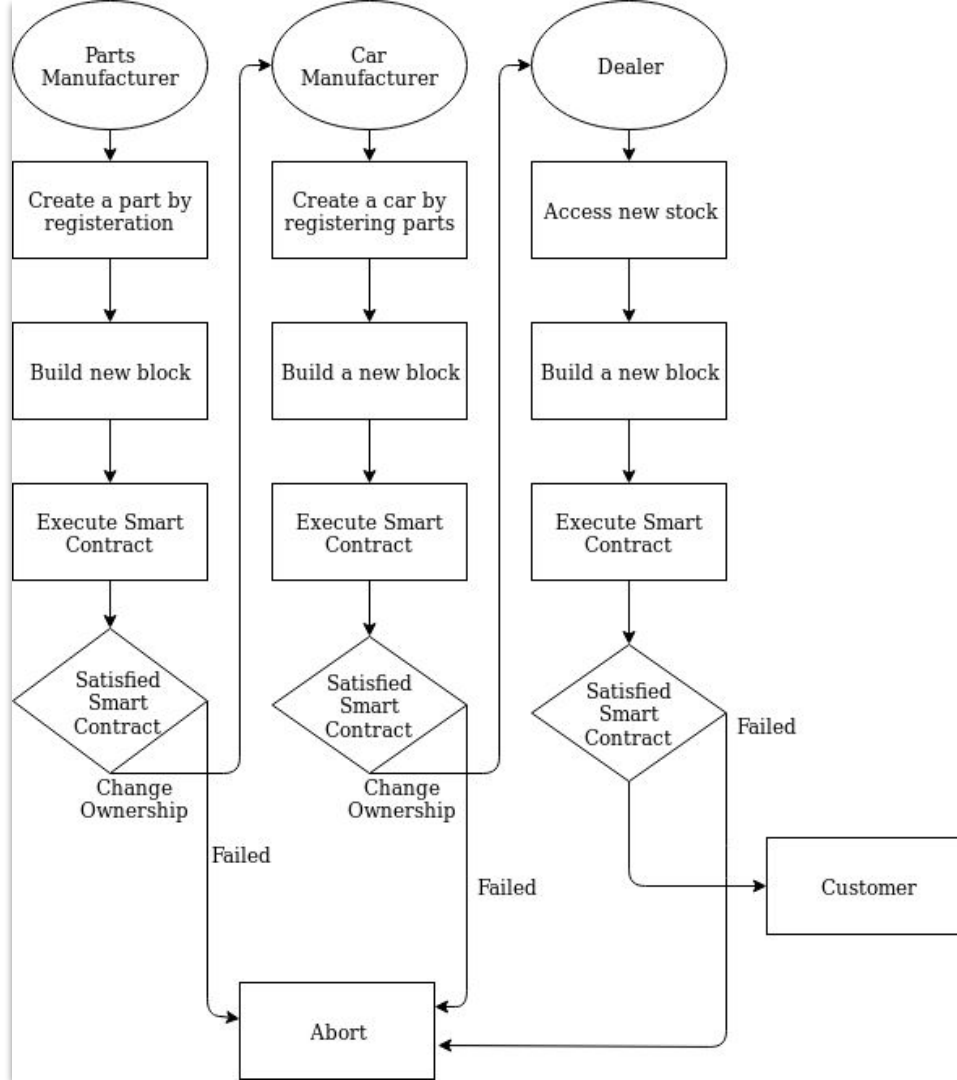 Parts
Manufacturer
Create a part by
registeration
Build new block
Execute Smart
Contract
Satisfied
Smart
Contract
Change
Ownership
Failed
Car
Manufacturer
Create a car by
registering parts
Build a new block
Execute Smart
Contract
Satisfied
Smart
Contract
Change
Ownership
Failed
Dealer
Access new stock
Build a new block
Execute Smart
Contract
Satisfied
Smart
Contract
Failed
Customer
Abort